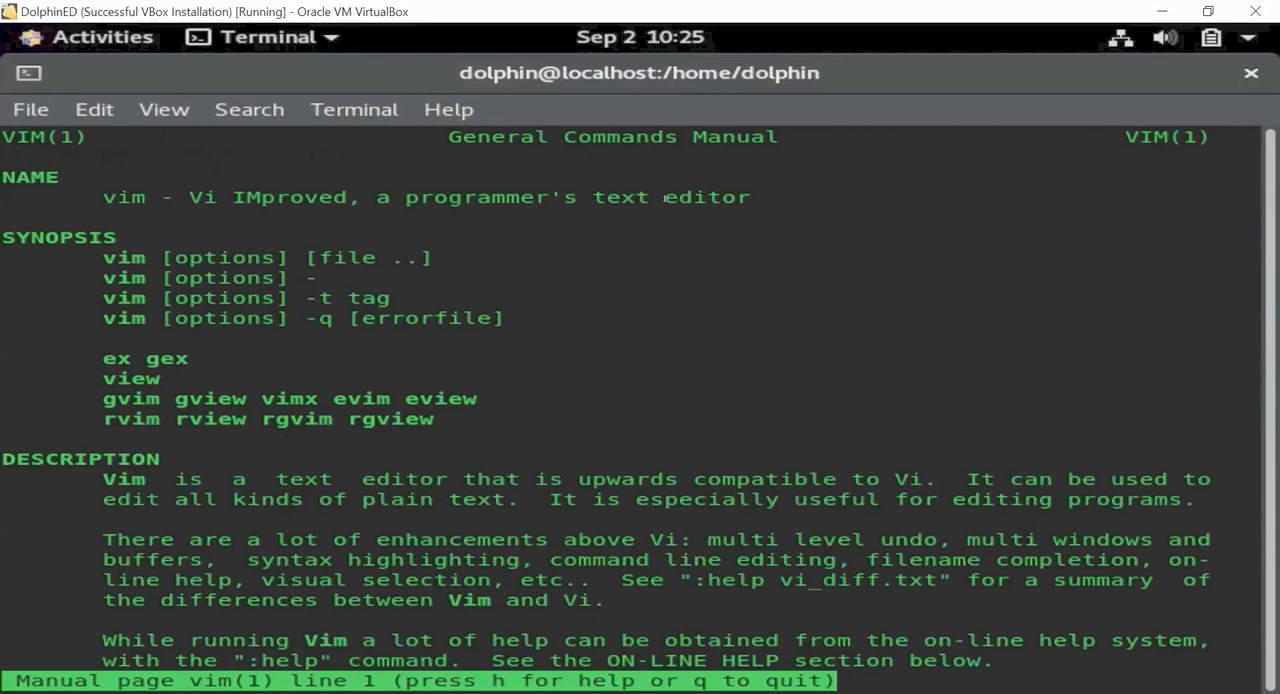 DolphinED (Successful VBox Installation) [Running] - Oracle VM VirtualBox
Activities Terminal Sep 2 10:25
dolphin@localhost:/home/dolphin
File Edit View Search Terminal Help
VIM(1) General Commands Manual VIM(1)
NAME
vim - Vi IMproved, a programmer's text editor
SYNOPSIS
vim [options] [file ..]
vim [options] -
vim [options] -t tag
vim [options] -q [errorfile]
ex gex
view
gvim gview vimx evim eview
rvim rview rgvim rgview
DESCRIPTION
Vim is a text editor that is upwards compatible to Vi. It can be used to
edit all kinds of plain text. It is especially useful for editing programs.
There are a lot of enhancements above Vi: multi level undo, multi windows and
buffers, syntax highlighting, command line editing, filename completion, on-
line help, visual selection, etc.. See ":help vi_diff.txt" for a summary of
the differences between Vim and Vi.
While running Vim a lot of help can be obtained from the on-line help system,
with the ":help" command. See the ON-LINE HELP section below.
Manual page vim(1) line 1 (press h for help or q to quit)